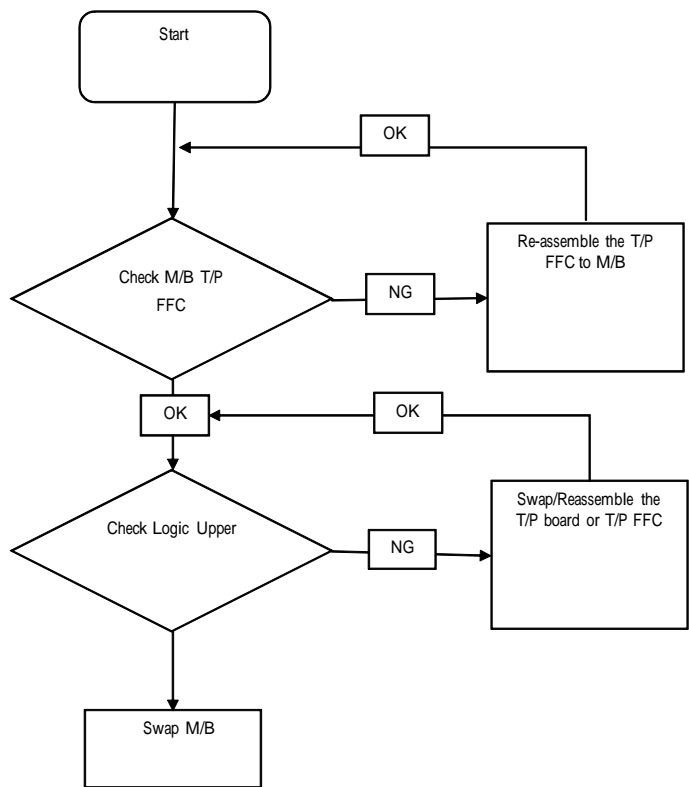 Start
OK
Check M/B T/P
FFC
NG
Re-assemble the T/P
FFC to M/B
OK
OK
Check Logic Upper
NG
Swap/Reassemble the
T/P board or T/P FFC
Swap M/B